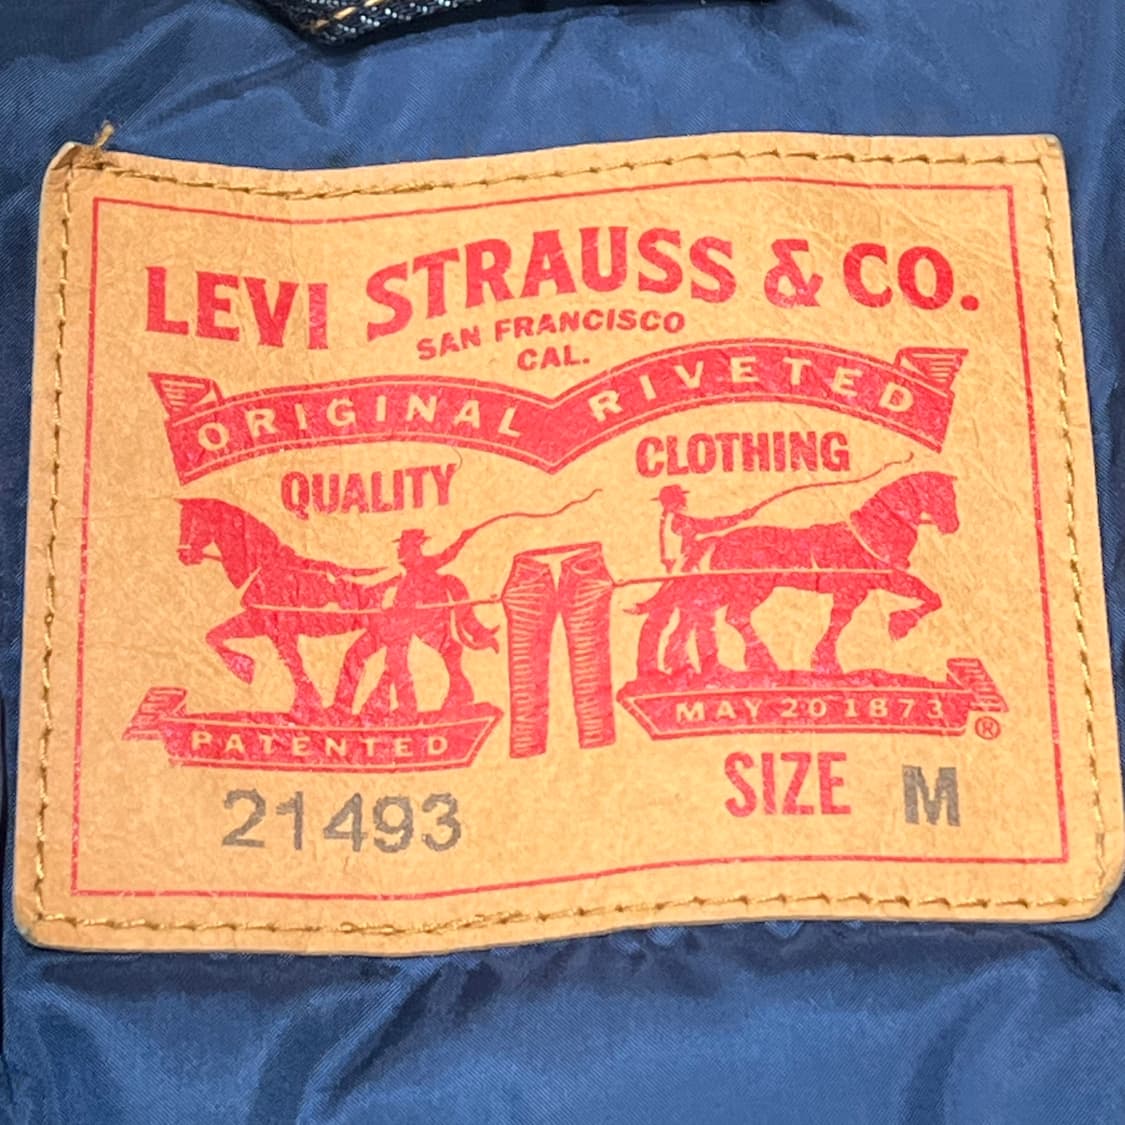 LEVI STRAUSS & CO.
SAN FRANCISCO
CAL.
ORIGINAL RIVETED
QUALITY CLOTHING
PATENTED MAY 20 1873 ®
21493 SIZE M